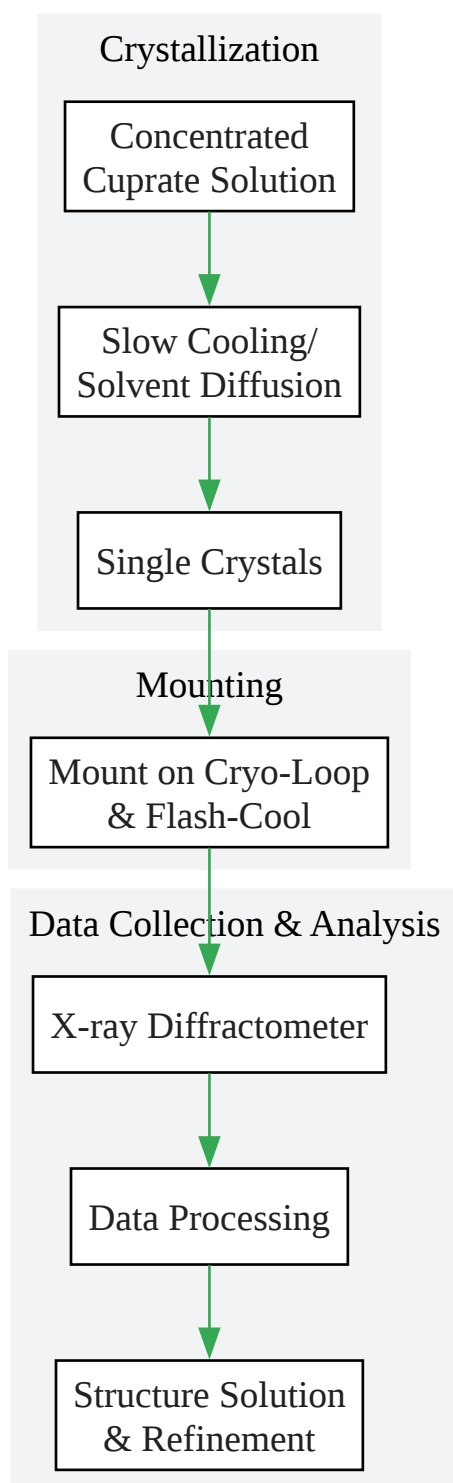 Crystallization
Concentrated
Cuprate Solution
Slow Cooling/
Solvent Diffusion
Single Crystals
Mounting
Mount on Cryo-Loop
& Flash-Cool
Data Collection & Analysis
X-ray Diffractometer
Data Processing
Structure Solution
& Refinement